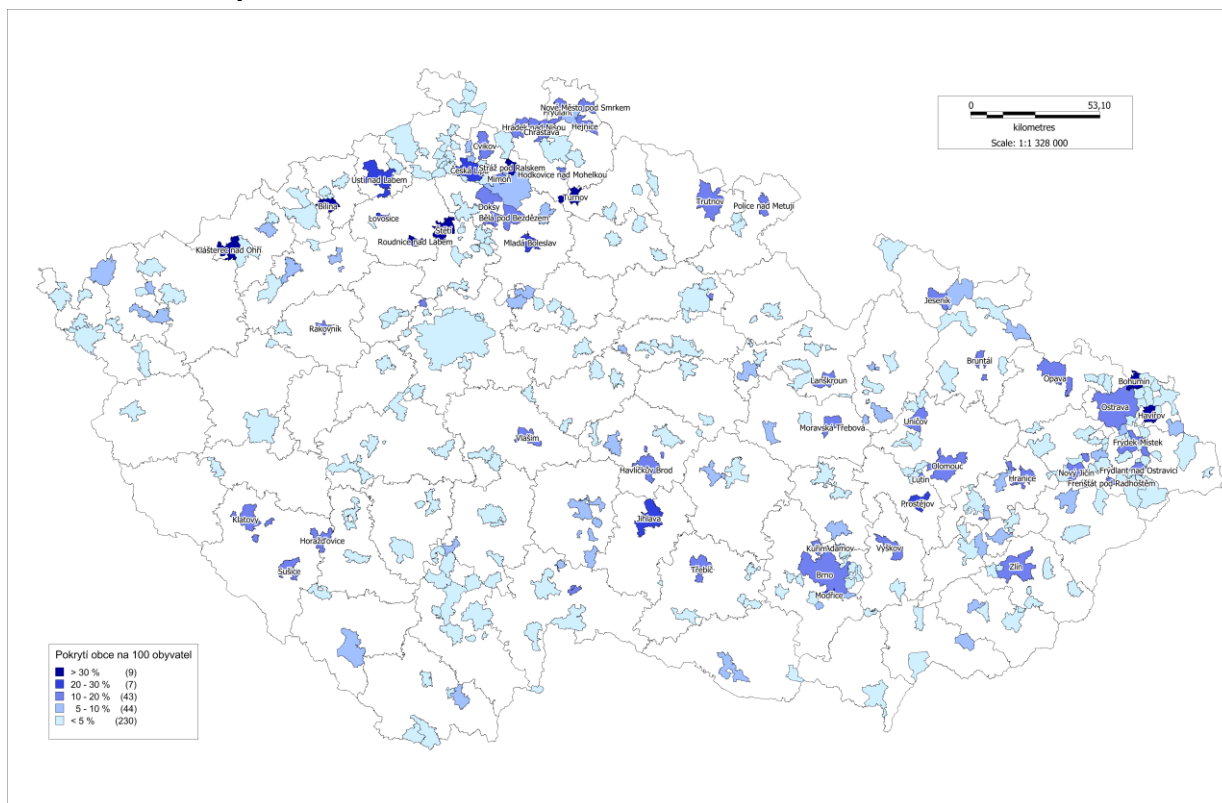 0 53,10
kilometres
Scale: 1:1 328 000
Nové Město pod Smrkem
Frýdlant
Hrádek nad Nisou
Hejnice
Chrastava
Cvikov
Stráž pod Ralskem
Česká Lípa
Hodkovice nad Mohelkou
Ústí nad Labem
Mimoň
Turnov
Bílina
Doksy
Trutnov
Police nad Metují
Lovosice
Bělá pod Bezdězem
Štětí
Roudnice nad Labem
Mladá Boleslav
Klášterec nad Ohří
Jeseník
Rakovník
Bruntál
Opava
Bohumín
Lanškroun
Ostrava
Havířov
Moravská Třebová
Uničov
Vlašim
Frýdek Místek
Havlíčkův Brod
Olomouc
Nový Jičín
Frýdlant nad Ostravicí
Lutín
Hranice
Frenštát pod Radhoštěm
Prostějov
Klatovy
Jihlava
Horažďovice
Kuřim
Adamov
Vyškov
Sušice
Třebíč
Brno
Zlín
Modřice
Pokrytí obce na 100 obyvatel
> 30 % (9)
20 - 30 % (7)
10 - 20 % (43)
5 - 10 % (44)
< 5 % (230)